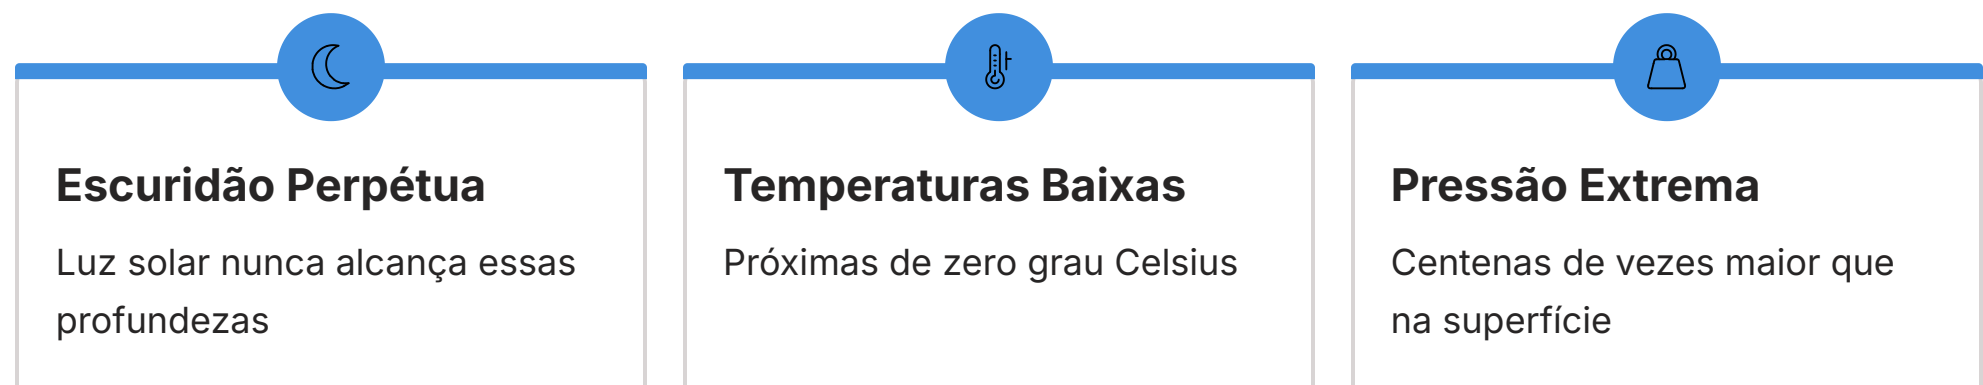 Escuridão Perpétua
Luz solar nunca alcança essas
profundezas
Temperaturas Baixas
Próximas de zero grau Celsius
Pressão Extrema
Centenas de vezes maior que
na superfície